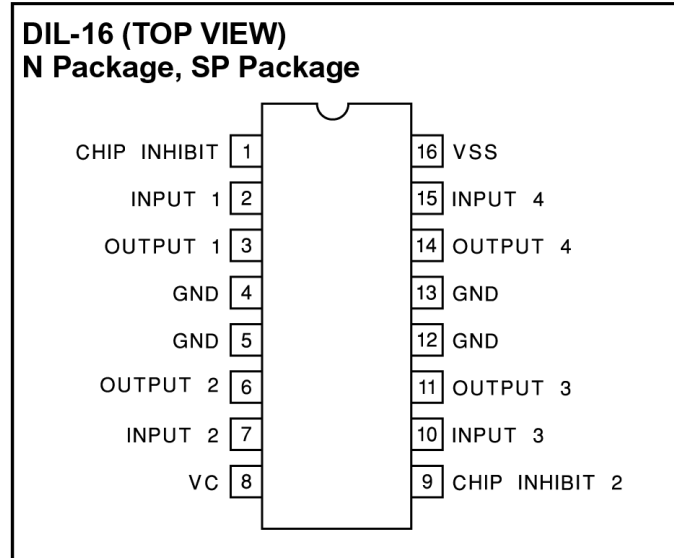 DIL-16 (TOP VIEW)
N Package, SP Package
CHIP INHIBIT 1
INPUT 1 2
OUTPUT 1 3
GND 4
GND 5
OUTPUT 2 6
INPUT 2 7
VC 8
16 VSS
15 INPUT 4
14 OUTPUT 4
13 GND
12 GND
11 OUTPUT 3
10 INPUT 3
9 CHIP INHIBIT 2